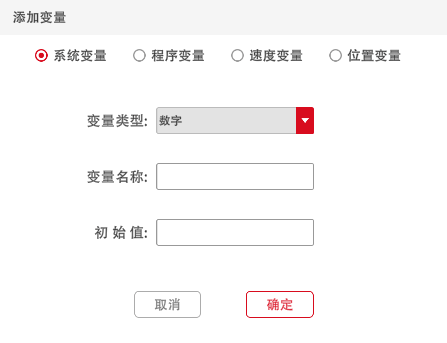 添加变量
系统变量 程序变量 速度变量 位置变量
变量类型: 数字
变量名称:
初 始 值:
取消 确定